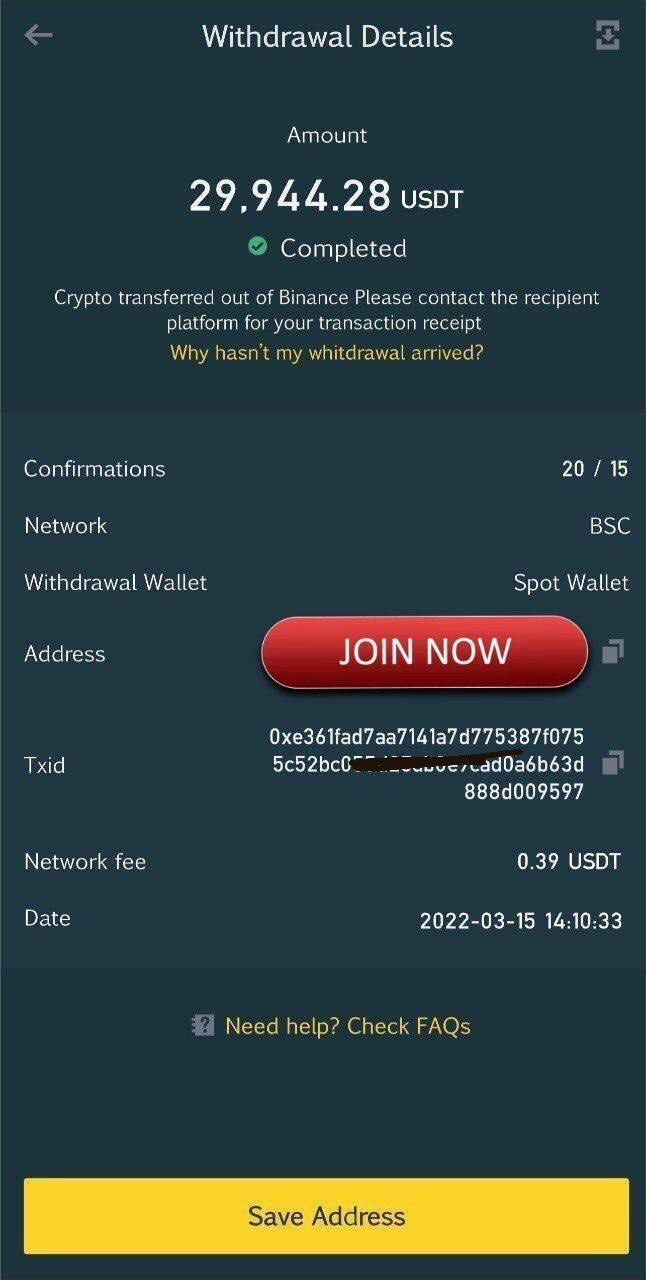 Withdrawal Details
Amount
29,944.28 USDT
Completed
Crypto transferred out of Binance Please contact the recipient
platform for your transaction receipt
Why hasn't my whitdrawal arrived?
Confirmations 20 / 15
Network BSC
Withdrawal Wallet Spot Wallet
Address JOIN NOW
0xe361fad7aa7141a7d775387f075
Txid
888d009597
Network fee 0.39 USDT
Date 2022-03-15 14:10:33
Need help? Check FAQs
Save Address